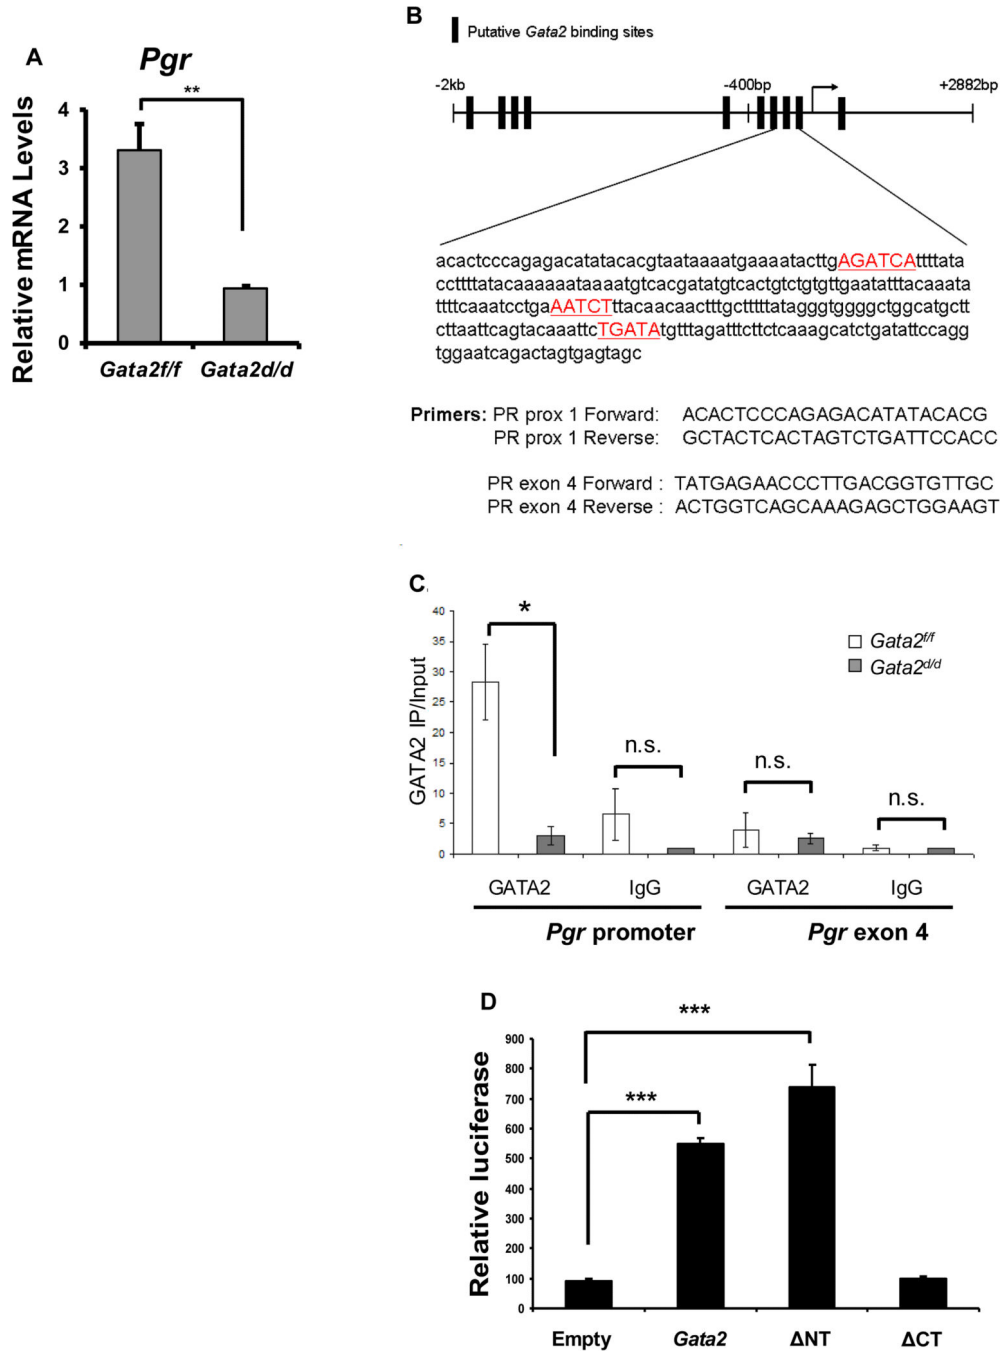 A
Pgr
**
Relative mRNA Levels
4
3
2
1
0
Gata2f/f Gata2d/d
B
Putative Gata2 binding sites
-2kb -400bp +2882bp
acactcccagagacatatacacgtaataaaatgaaaatacttgAGATCAttttata
ccttttatacaaaaaataaaaatgtcacgatatgtcactgtctgtgttgaatatttacaaata
ttttcaaatcctgaAATCTttacaacaactttgctttttatagggtggggctggcatgctt
cttaattcagtacaaattcTGATAtgtttagatttcttctcaaagcatctgatattccagg
tggaatcagactagtgagtagc
Primers: PR prox 1 Forward: ACACTCCCAGAGACATATACACG
PR prox 1 Reverse: GCTACTCACTAGTCTGATTCCACC
PR exon 4 Forward : TATGAGAACCCTTGACGGTGTTGC
PR exon 4 Reverse : ACTGGTCAGCAAAGAGCTGGAAGT
C
GATA2 IP/Input
40
35
30
25
20
15
10
5
0
*
n.s.
n.s.
n.s.
Gata2f/f
Gata2d/d
GATA2 IgG GATA2 IgG
Pgr promoter Pgr exon 4
D
Relative luciferase
900
800
700
600
500
400
300
200
100
0
***
***
Empty Gata2 ΔNT ΔCT